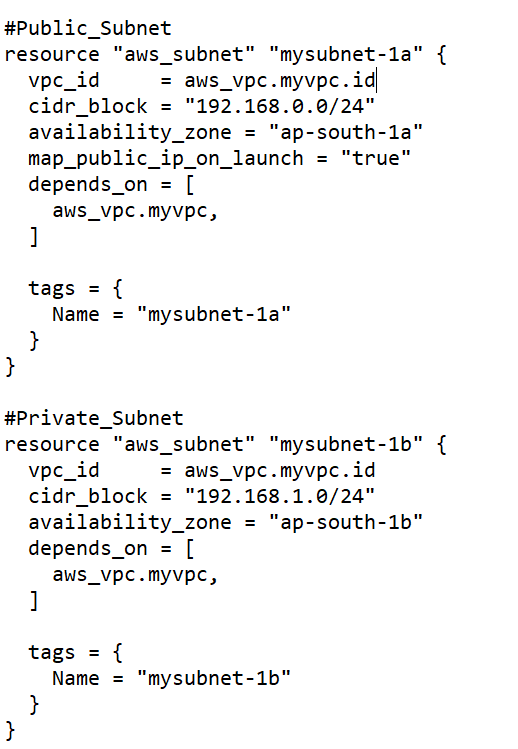 #Public_Subnet
resource "aws_subnet" "mysubnet-1a" {
  vpc_id     = aws_vpc.myvpc.id
  cidr_block = "192.168.0.0/24"
  availability_zone = "ap-south-1a"
  map_public_ip_on_launch = "true"
  depends_on = [
    aws_vpc.myvpc,
  ]

  tags = {
    Name = "mysubnet-1a"
  }
}

#Private_Subnet
resource "aws_subnet" "mysubnet-1b" {
  vpc_id     = aws_vpc.myvpc.id
  cidr_block = "192.168.1.0/24"
  availability_zone = "ap-south-1b"
  depends_on = [
    aws_vpc.myvpc,
  ]

  tags = {
    Name = "mysubnet-1b"
  }
}